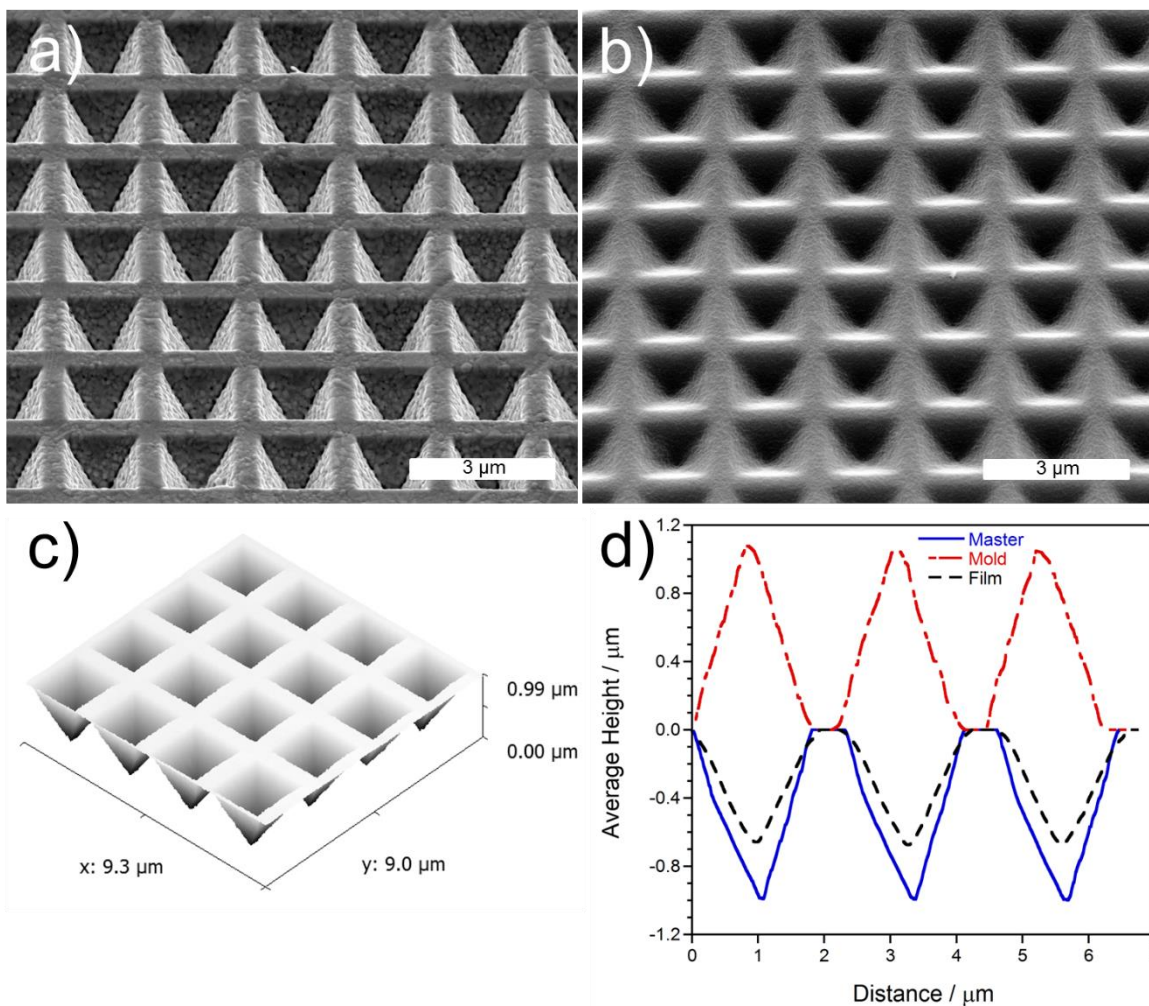 a)
3 µm
b)
3 µm
c)
0.99 µm
0.00 µm
x: 9.3 µm
y: 9.0 µm
d)
Master
Mold
Film
1.2
0.8
0.4
0.0
-0.4
-0.8
-1.2
Average Height / µm
0 1 2 3 4 5 6
Distance / µm